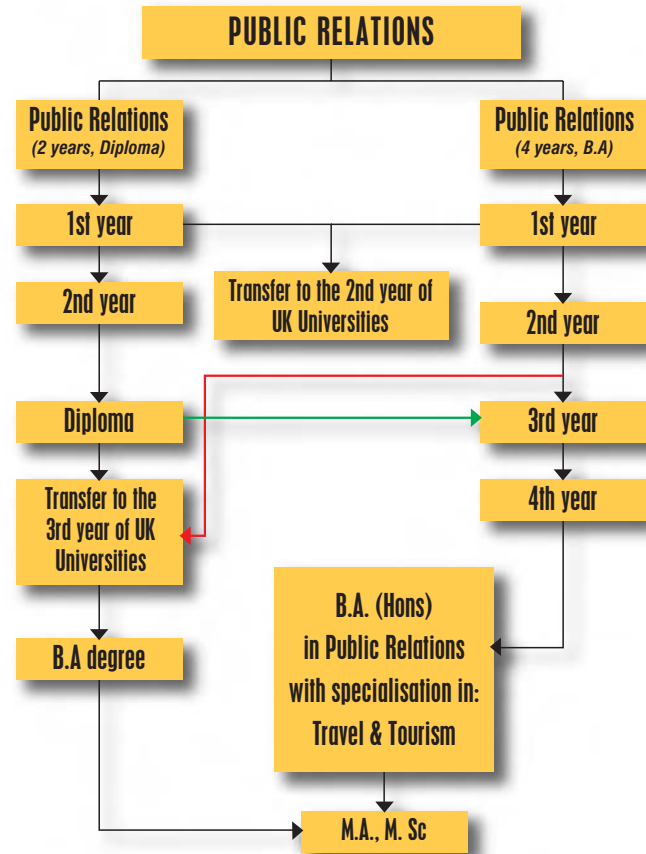 PUBLIC RELATIONS
Public Relations
(2 years, Diploma)
Public Relations
(4 years, B.A)
1st year
1st year
Transfer to the 2nd year of
UK Universities
2nd year
2nd year
Diploma
3rd year
Transfer to the
3rd year of UK
Universities
4th year
B.A. (Hons)
in Public Relations
with specialisation in:
Travel & Tourism
B.A degree
M.A., M. Sc